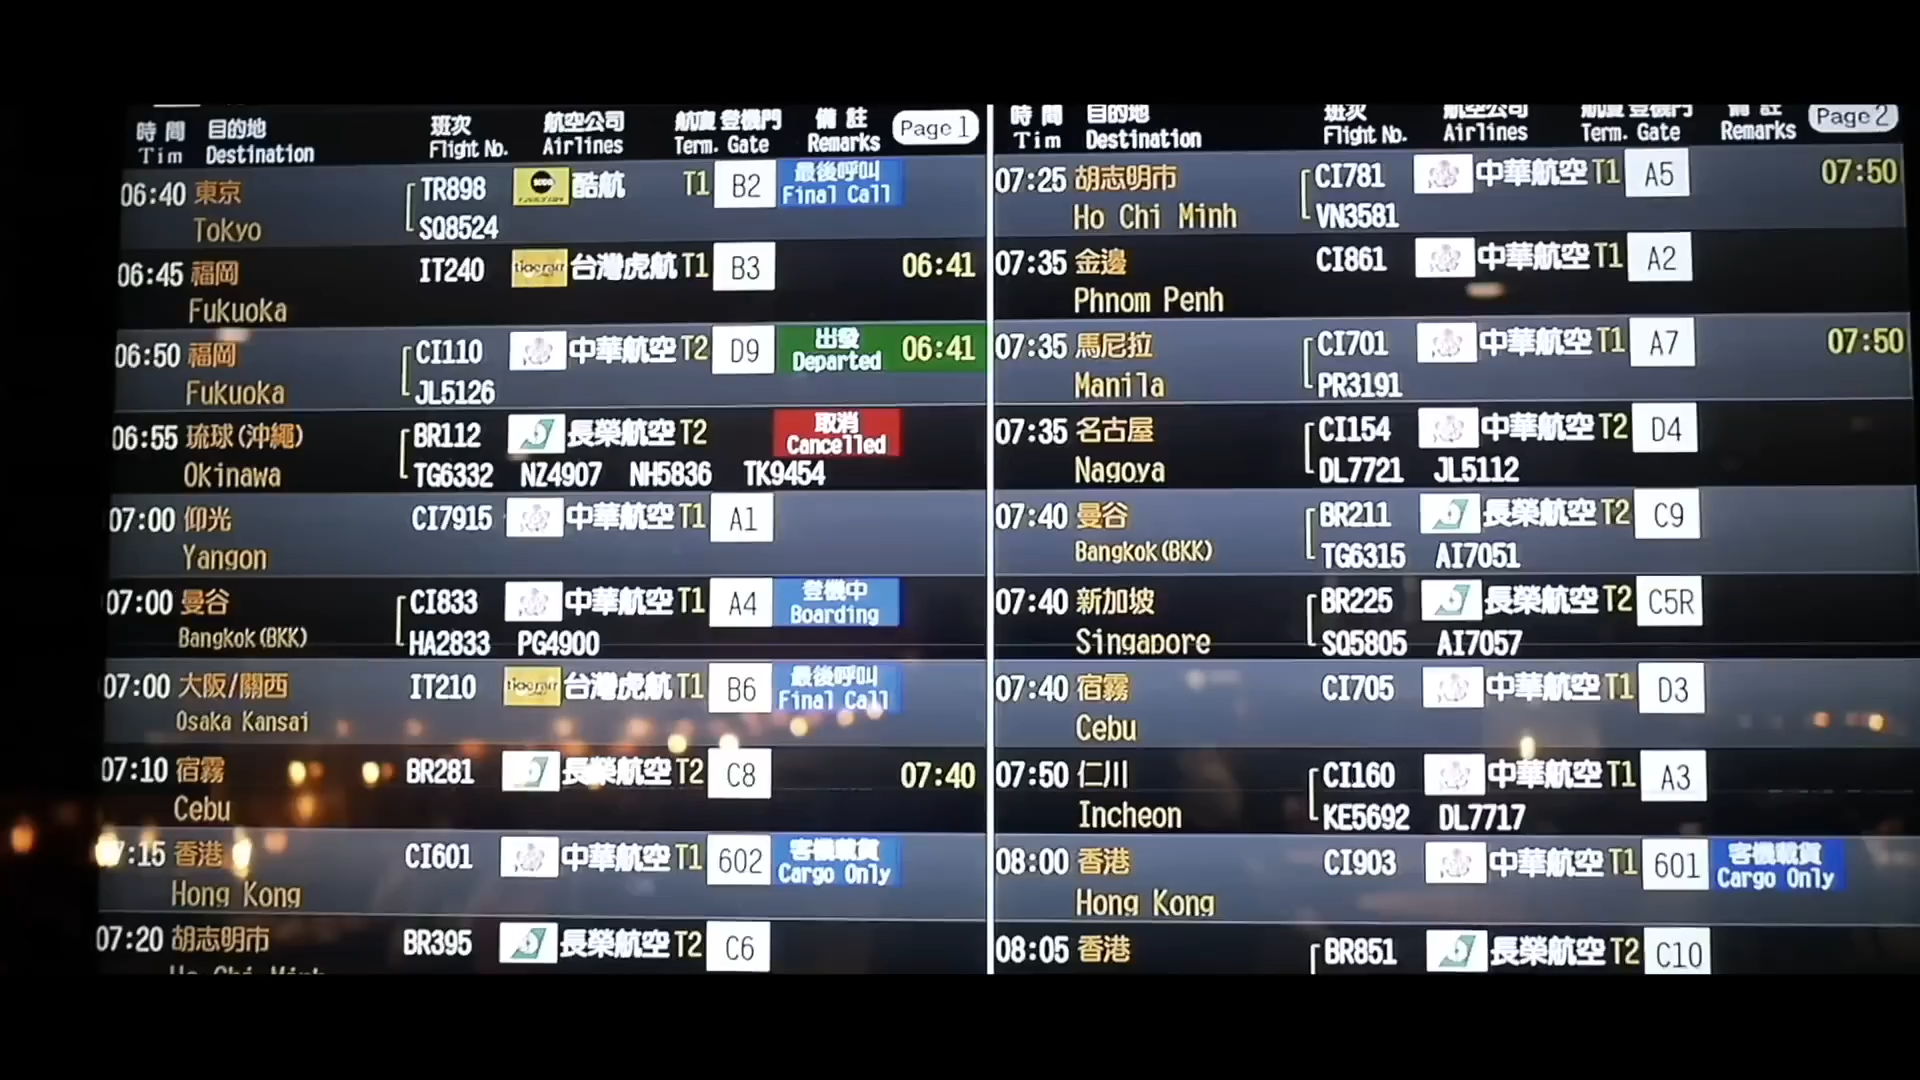 時間 目的地 班次 航空公司 航廈 登機門 備註 Page 1
Tim Destination Flight No. Airlines Term. Gate Remarks
06:40 東京 TR898 酷航 T1 B2 最後呼叫 Final Call
Tokyo SQ8524
06:45 福岡 IT240 tigerair 台灣虎航 T1 B3 06:41
Fukuoka
06:50 福岡 CI110 中華航空 T2 D9 出發 Departed 06:41
Fukuoka JL5126
06:55 琉球(沖繩) BR112 長榮航空 T2 取消 Cancelled
Okinawa TG6332 NZ4907 NH5836 TK9454
07:00 仰光 CI7915 中華航空 T1 A1
Yangon
07:00 曼谷 CI833 中華航空 T1 A4 登機中 Boarding
Bangkok(BKK) HA2833 PG4900
07:00 大阪/關西 IT210 tigerair 台灣虎航 T1 B6 最後呼叫 Final Call
Osaka Kansai
07:10 宿霧 BR281 長榮航空 T2 C8 07:40
Cebu
07:15 香港 CI601 中華航空 T1 602 客機載貨 Cargo Only
Hong Kong
07:20 胡志明市 BR395 長榮航空 T2 C6
Ho Chi Minh
時間 目的地 班次 航空公司 航廈 登機門 備註 Page 2
Tim Destination Flight No. Airlines Term. Gate Remarks
07:25 胡志明市 CI781 中華航空 T1 A5 07:50
Ho Chi Minh VN3581
07:35 金邊 CI861 中華航空 T1 A2
Phnom Penh
07:35 馬尼拉 CI701 中華航空 T1 A7 07:50
Manila PR3191
07:35 名古屋 CI154 中華航空 T2 D4
Nagoya DL7721 JL5112
07:40 曼谷 BR211 長榮航空 T2 C9
Bangkok(BKK) TG6315 AI7051
07:40 新加坡 BR225 長榮航空 T2 C5R
Singapore SQ5805 AI7057
07:40 宿霧 CI705 中華航空 T1 D3
Cebu
07:50 仁川 CI160 中華航空 T1 A3
Incheon KE5692 DL7717
08:00 香港 CI903 中華航空 T1 601 客機載貨 Cargo Only
Hong Kong
08:05 香港 BR851 長榮航空 T2 C10